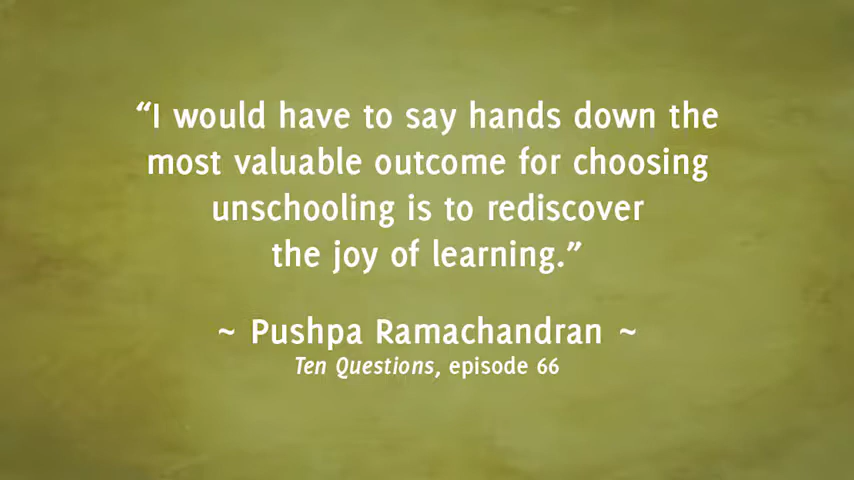 “I would have to say hands down the
most valuable outcome for choosing
unschooling is to rediscover
the joy of learning.”
~ Pushpa Ramachandran ~
Ten Questions, episode 66